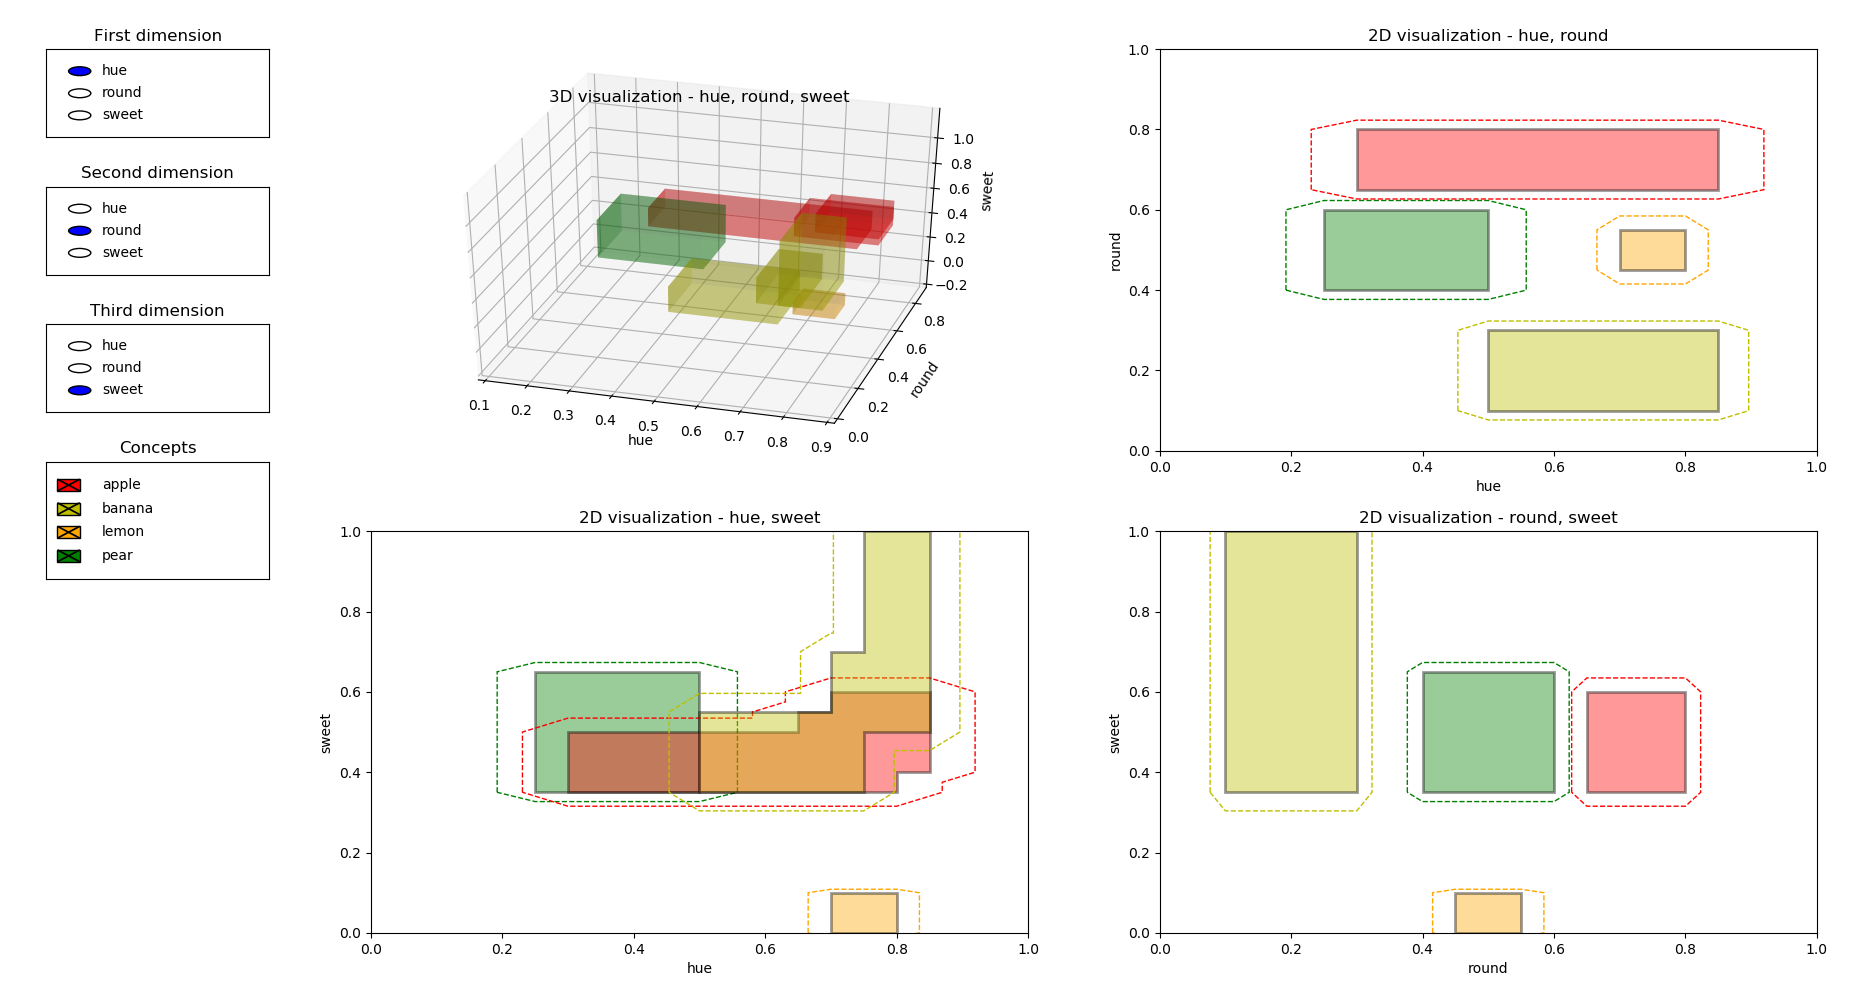 First dimension
hue
round
sweet
Second dimension
hue
round
sweet
Third dimension
hue
round
sweet
Concepts
apple
banana
lemon
pear
3D visualization - hue, round, sweet
1.0
0.8
0.6
0.4
0.2
0.0
−0.2
sweet
0.8
0.6
0.4
0.2
0.0
round
0.1 0.2 0.3 0.4 0.5 0.6 0.7 0.8 0.9
hue
2D visualization - hue, round
1.0
0.8
0.6
0.4
0.2
0.0
round
0.0 0.2 0.4 0.6 0.8 1.0
hue
2D visualization - hue, sweet
1.0
0.8
0.6
0.4
0.2
0.0
sweet
0.0 0.2 0.4 0.6 0.8 1.0
hue
2D visualization - round, sweet
1.0
0.8
0.6
0.4
0.2
0.0
sweet
0.0 0.2 0.4 0.6 0.8 1.0
round